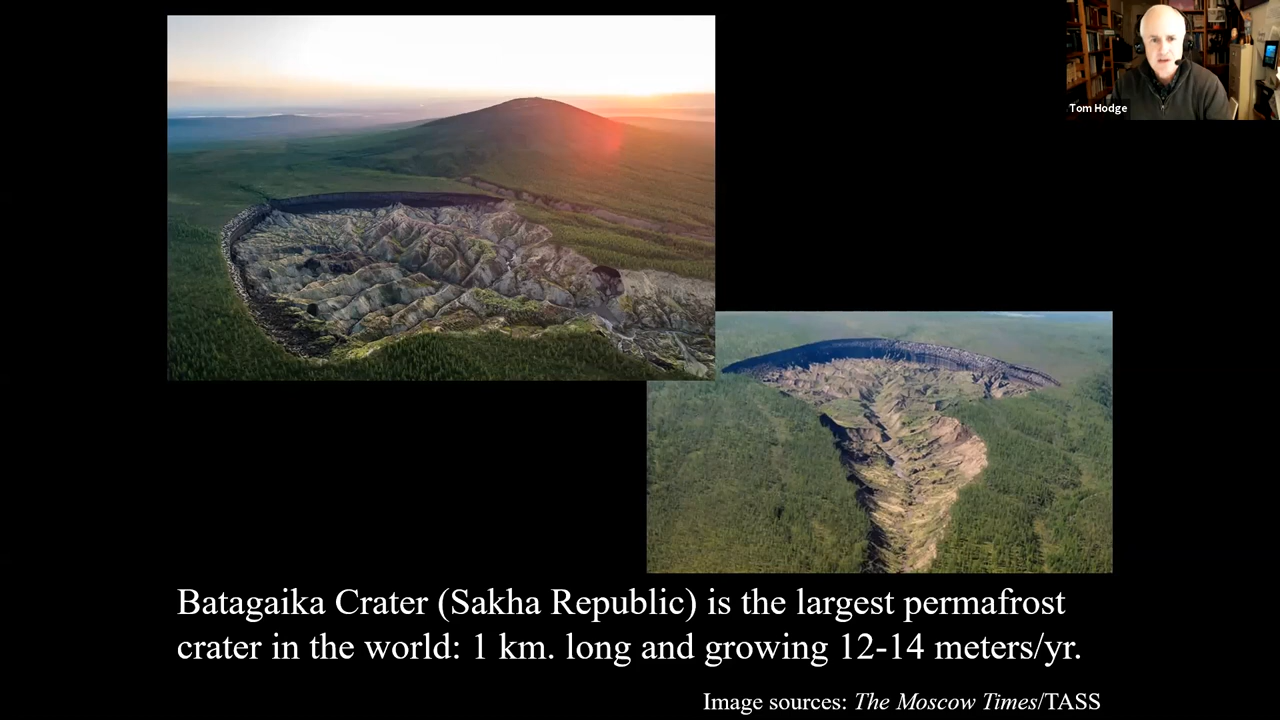 Tom Hodge
Batagaika Crater (Sakha Republic) is the largest permafrost
crater in the world: 1 km. long and growing 12-14 meters/yr.
Image sources: The Moscow Times/TASS